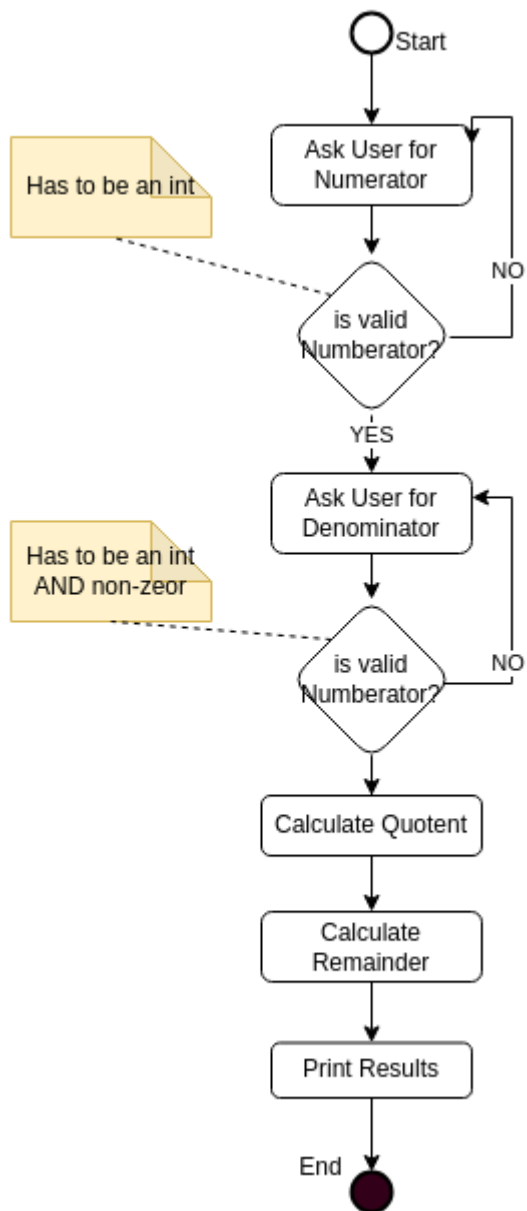 Start
Ask User for
Numerator
Has to be an int
NO
is valid
Numberator?
YES
Ask User for
Denominator
Has to be an int
AND non-zeor
is valid
Numberator?
NO
Calculate Quotent
Calculate
Remainder
Print Results
End